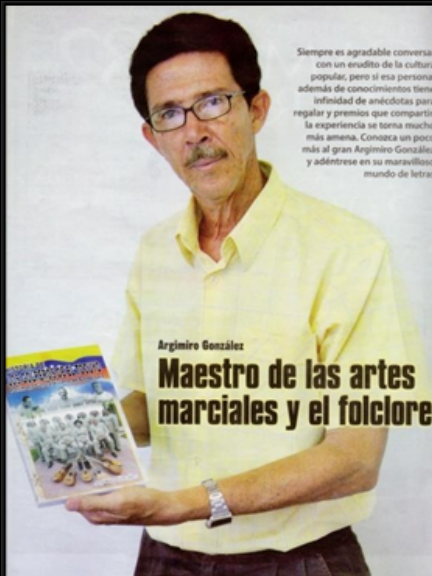 Siempre es agradable conversa
con un erudito de la cultura
popular, pero si esa persona
además de conocimientos tiene
infinidad de anécdotas para
regalar y premios que compartir
la experiencia se torna mucho
más amena. Conozca un poco
más al gran Argimiro González
y adéntrese en su maravilloso
mundo de letra
Argimiro González
Maestro de las artes
marciales y el folclore